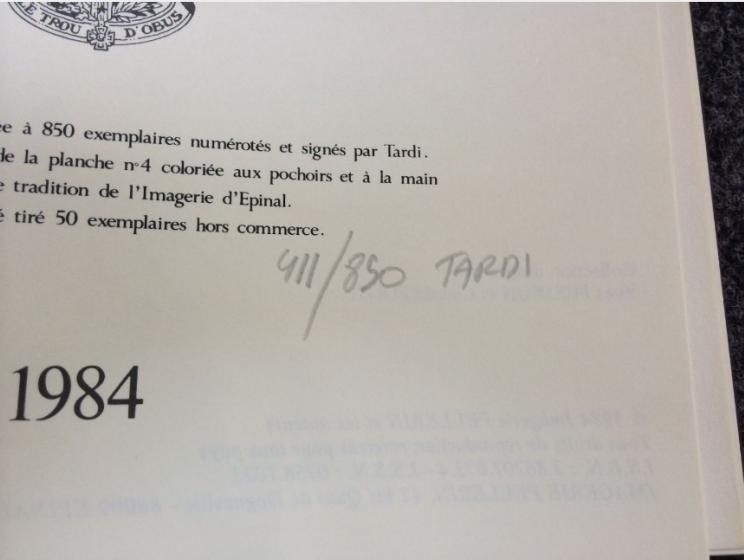 LE TROU D'OBUS
e à 850 exemplaires numérotés et signés par Tardi.
de la planche n°4 coloriée aux pochoirs et à la main
e tradition de l'Imagerie d'Epinal.
é tiré 50 exemplaires hors commerce.
411/850 TARDI
1984